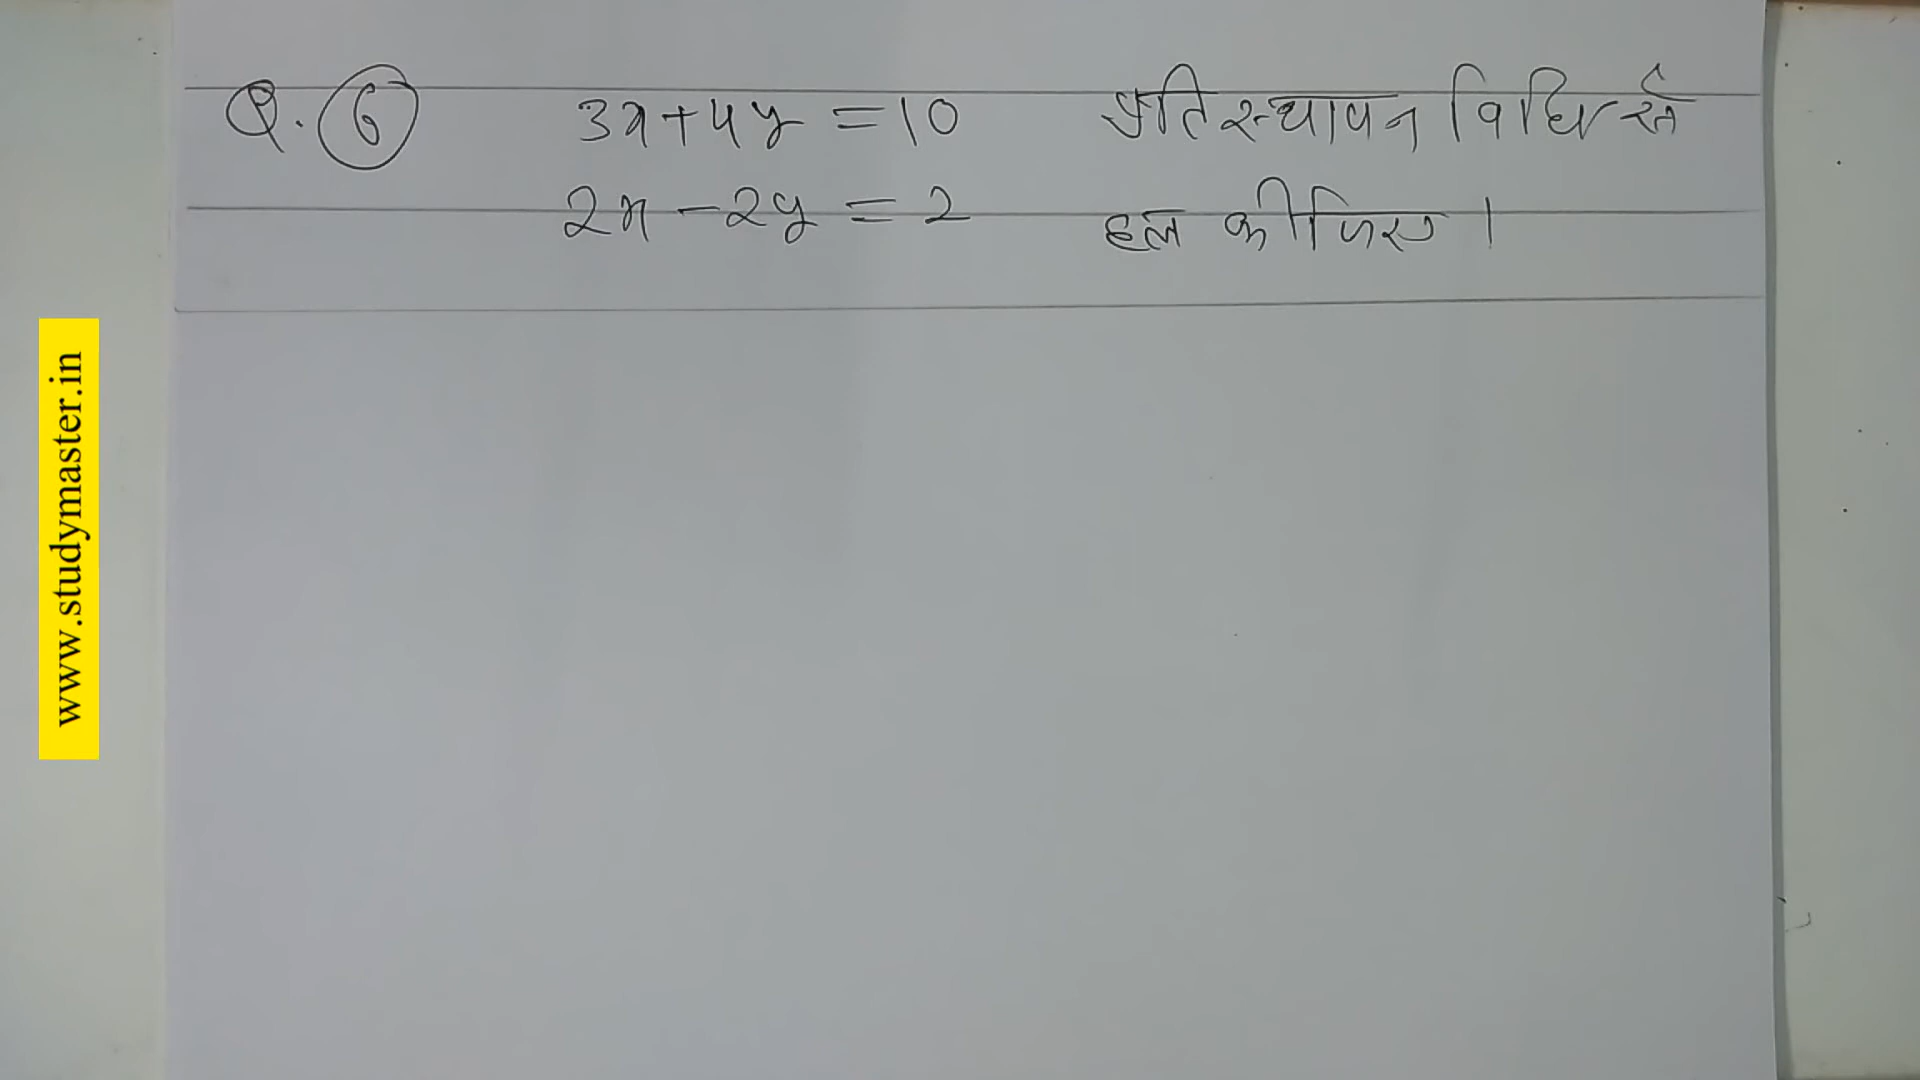 Q. 6 3x+4y = 10 प्रतिस्थापन विधि से
2x - 2y = 2 हल कीजिए ।
www.studymaster.in